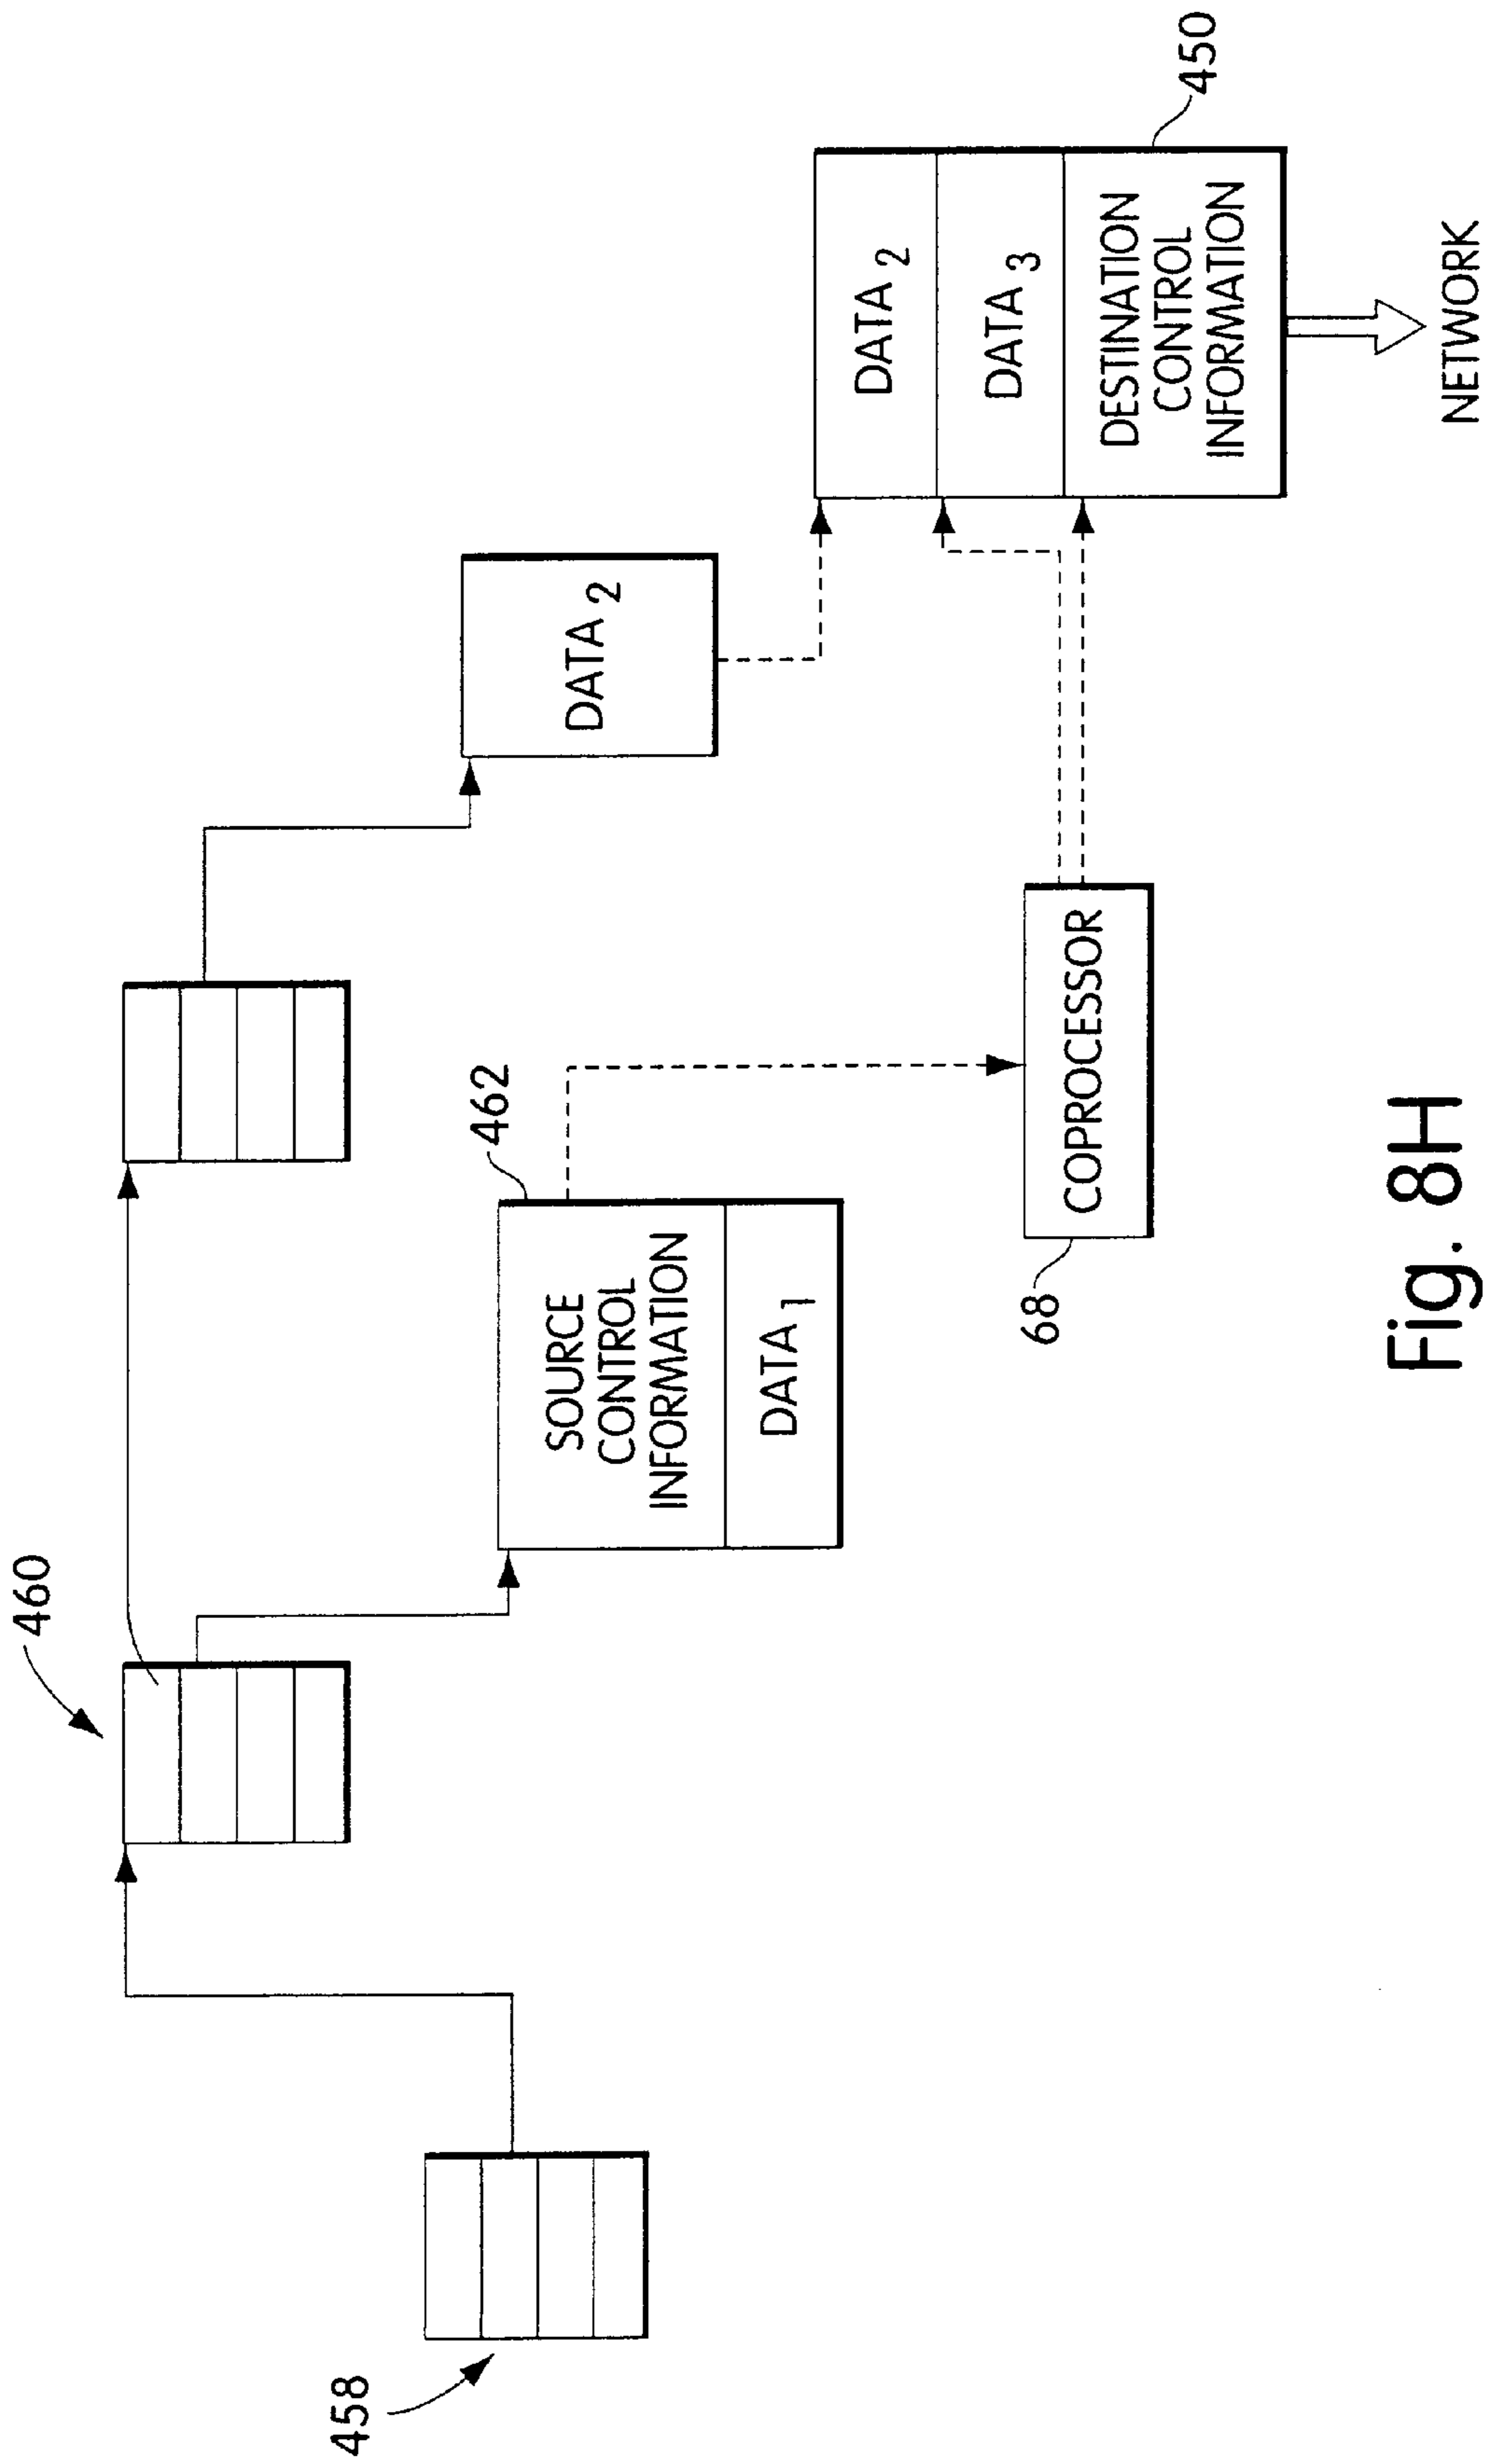 460
462
DATA 2
SOURCE
CONTROL
INFORMATION
DATA 1
458
DATA 2
DATA 3
DESTINATION
CONTROL
INFORMATION
450
68
COPROCESSOR
NETWORK
Fig. 8H